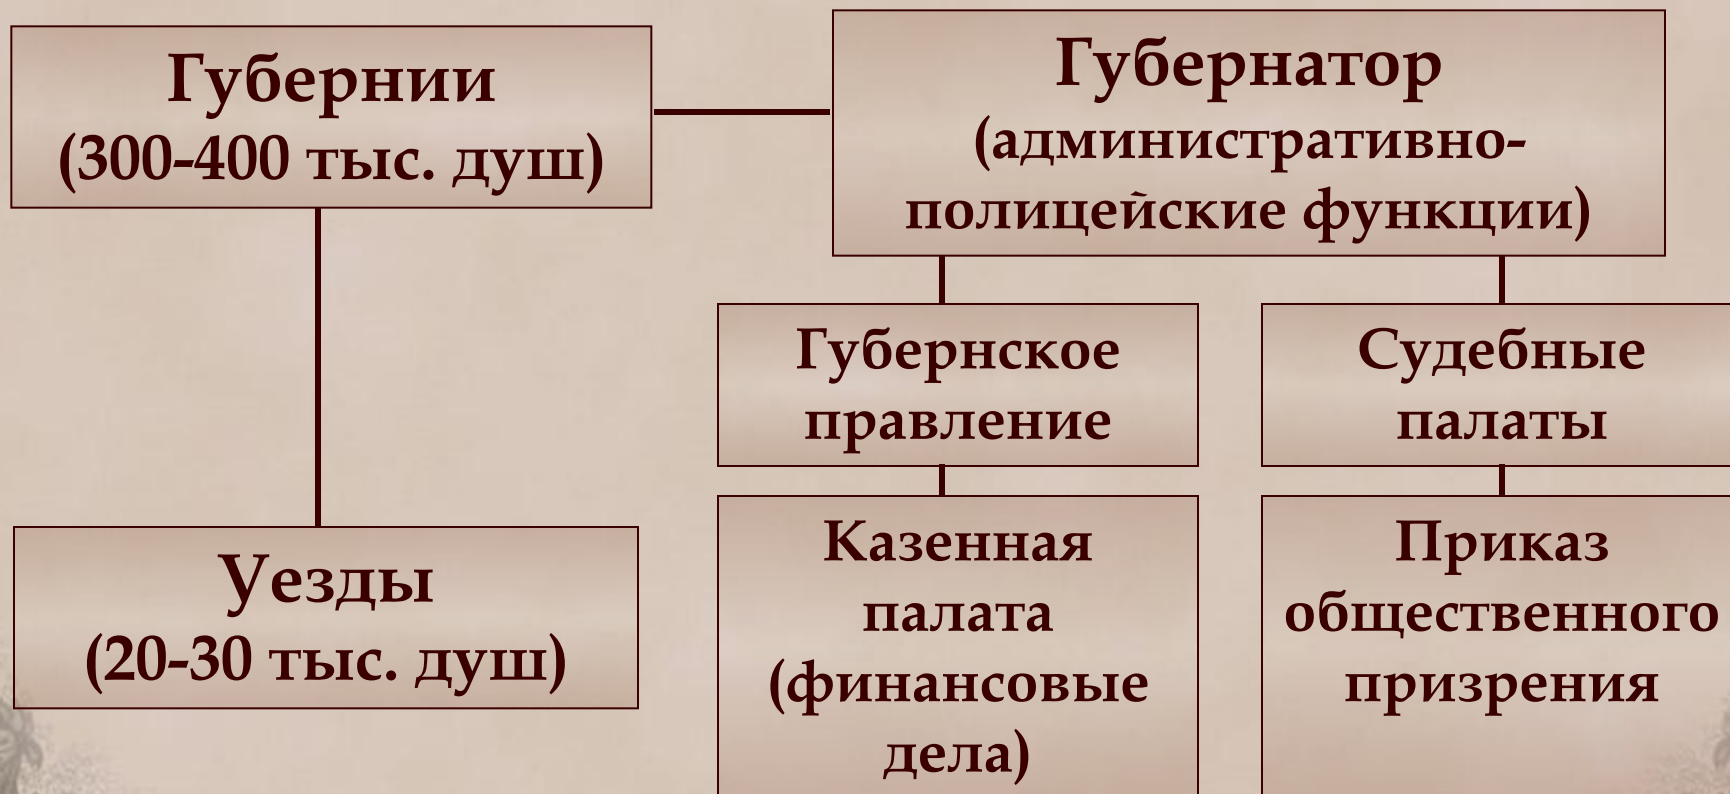 Губернии
(300-400 тыс. душ)
Губернатор
(административно-
полицейские функции)
Губернское
правление
Судебные
палаты
Уезды
(20-30 тыс. душ)
Казенная
палата
(финансовые
дела)
Приказ
общественного
призрения